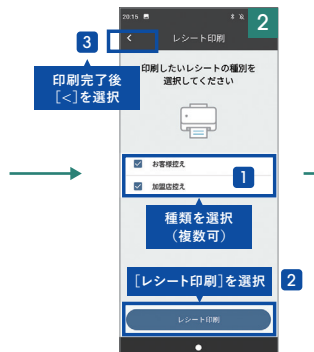 20:15
2
3
<
レシート印刷
印刷完了後
[<]を選択
印刷したいレシートの種別を
選択してください
お客様控え
1
加盟店控え
種類を選択
（複数可）
［レシート印刷］を選択
2
レシート印刷